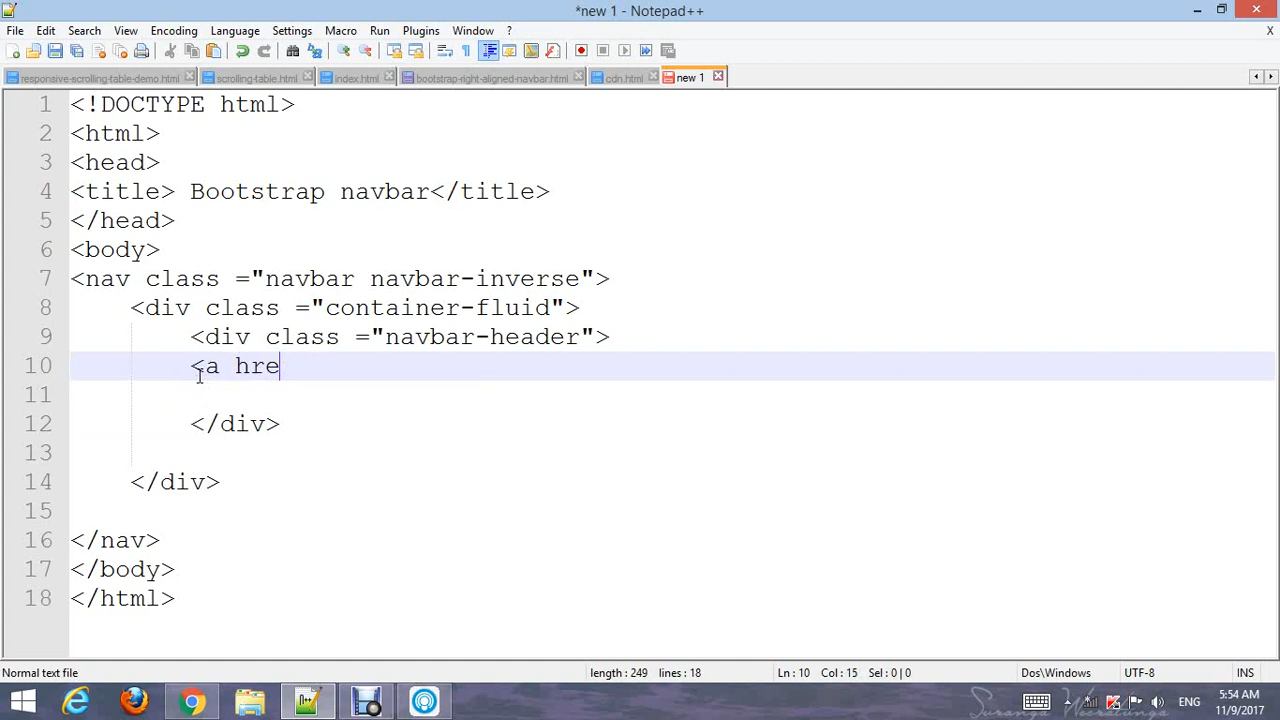 *new 1 - Notepad++
File Edit Search View Encoding Language Settings Macro Run Plugins Window ? X
responsive-scrolling-table-demo.html scrolling-table.html index.html bootstrap-right-aligned-navbar.html cdn.html new 1
1 <!DOCTYPE html>
2 <html>
3 <head>
4 <title> Bootstrap navbar</title>
5 </head>
6 <body>
7 <nav class ="navbar navbar-inverse">
8 <div class ="container-fluid">
9 <div class ="navbar-header">
10 <a hre
11
12 </div>
13
14 </div>
15
16 </nav>
17 </body>
18 </html>
Normal text file length : 249 lines : 18 Ln : 10 Col : 15 Sel : 0 | 0 Dos\Windows UTF-8 INS
ENG 5:54 AM
11/9/2017
Suranga Weeratunga